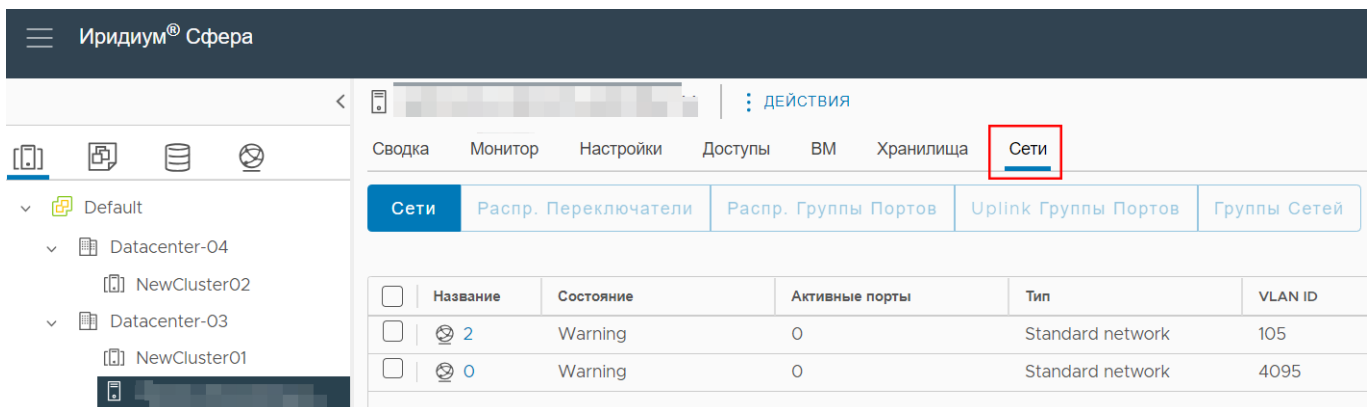 Иридиум® Сфера
ДЕЙСТВИЯ
Сводка Монитор Настройки Доступы ВМ Хранилища Сети
Default
Datacenter-04
NewCluster02
Datacenter-03
NewCluster01
Сети Распр. Переключатели Распр. Группы Портов Uplink Группы Портов Группы Сетей
Название Состояние Активные порты Тип VLAN ID
2 Warning 0 Standard network 105
0 Warning 0 Standard network 4095